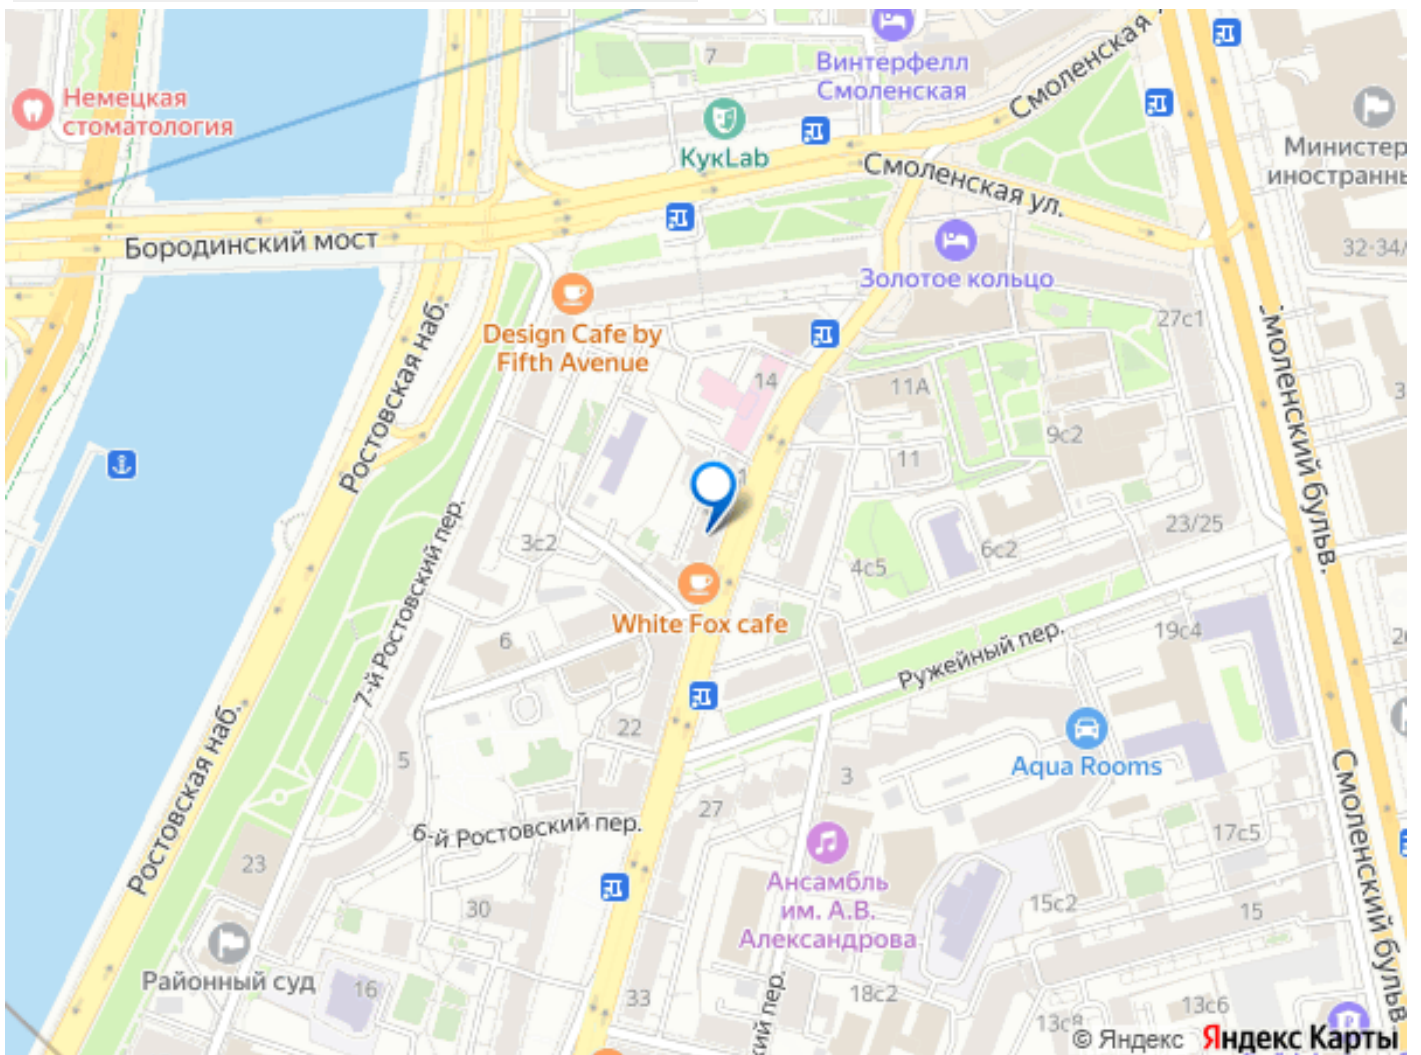 7
Винтерфелл
Смоленская
Смоленская
Немецкая
стоматология
КукLab
Министер
иностранны
Смоленская ул.
Бородинский мост
32-34/
Золотое кольцо
Design Cafe by
Fifth Avenue
27с1
Ростовская наб.
14
11А
Смоленский бульв.
3
9с2
11
1
23/25
3с2
6с2
4с5
7-й Ростовский пер.
White Fox cafe
6
19с4
Ружейный пер.
22
Ростовская наб.
5
3
Aqua Rooms
27
6-й Ростовский пер.
17с5
23
Ансамбль
им. А.В.
Александрова
30
15с2
15
Смоленский бульв
Районный суд
16
33
18с2
кий пер.
13с6
13с8
© Яндекс Яндекс Карты